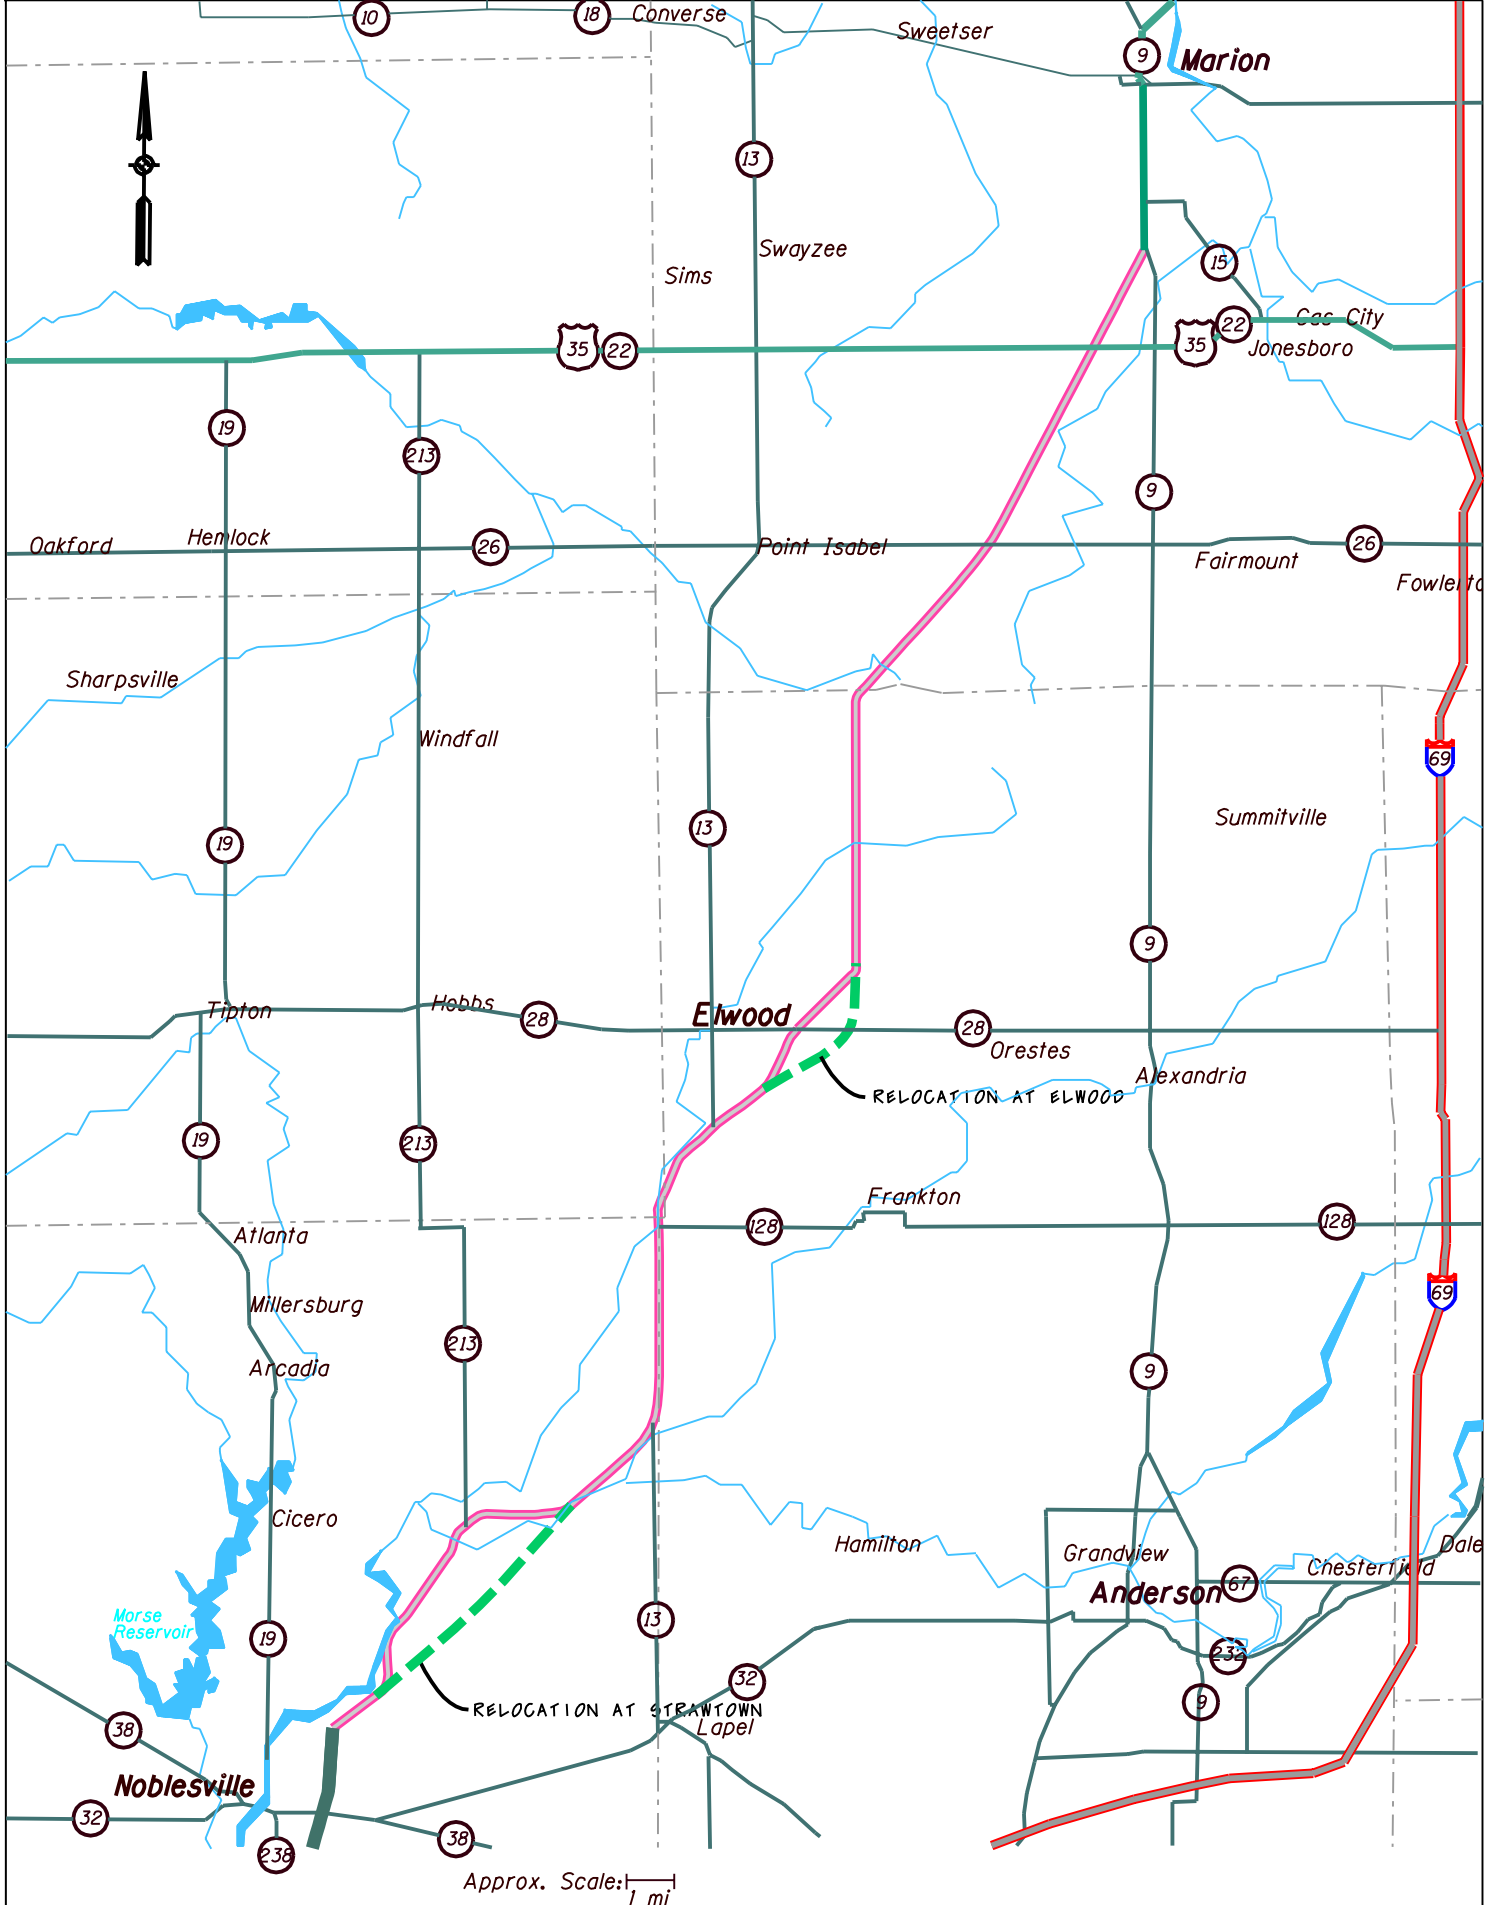 10
18
Converse
Sweetser
9
Marion
13
Swayzee
Sims
15
22
Gas City
35
22
35
Jonesboro
19
213
9
Oakford
Hemlock
26
Point Isabel
26
Fairmount
Sharpsville
Windfall
69
Summitville
13
19
9
Tipton
Hobbs
28
Elwood
28
Orestes
Alexandria
RELOCATION AT ELWOOD
19
213
Frankton
128
128
Atlanta
69
Millersburg
213
Arcadia
9
Cicero
Hamilton
Grandview
Chesterfield
Dale
Anderson
67
Morse
Reservoir
13
19
232
32
9
RELOCATION AT STRAWTOWN
Lapel
38
Noblesville
32
38
238
Approx. Scale:
1 mi